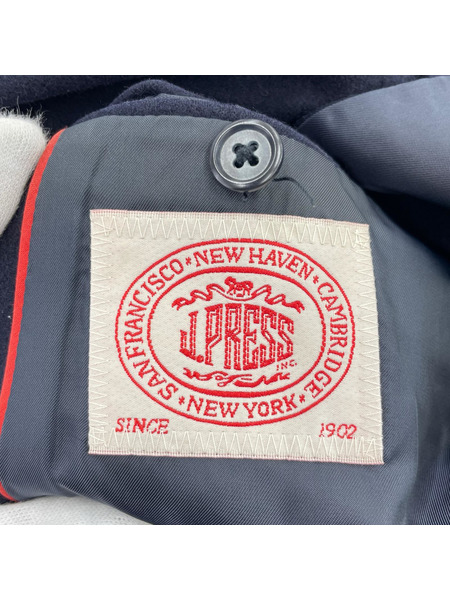 SAN FRANCISCO * NEW HAVEN * CAMBRIDGE * NEW YORK *
J. PRESS
INC.
SINCE 1902